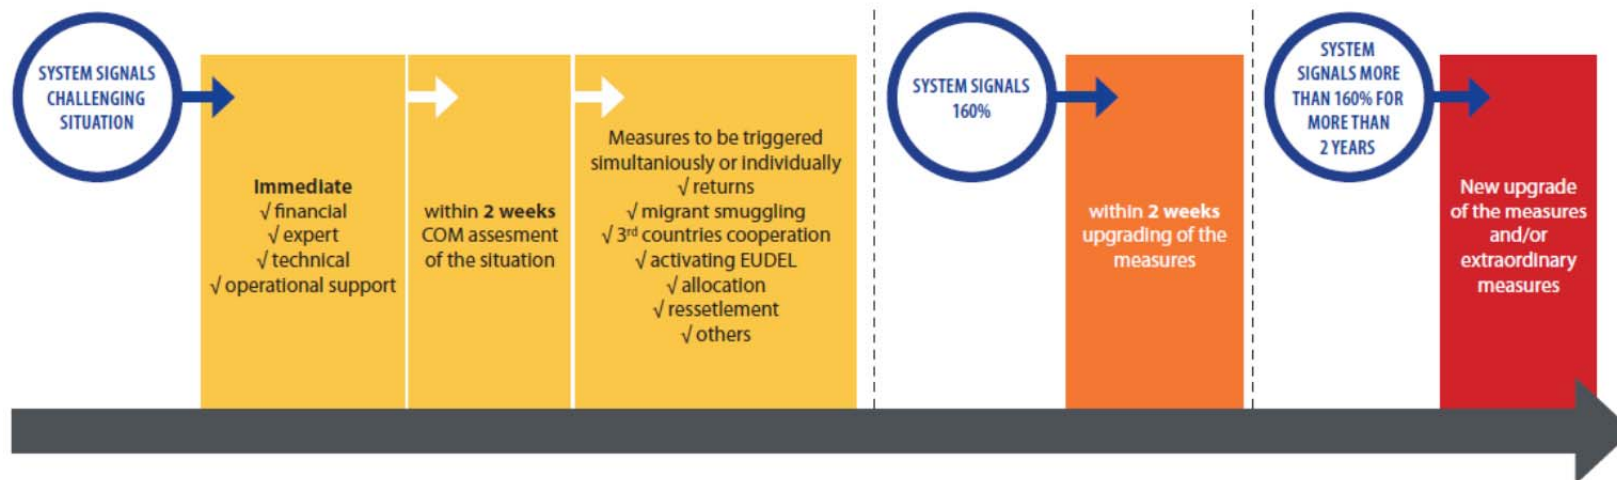 SYSTEM SIGNALS
CHALLENGING
SITUATION
Immediate
√ financial
√ expert
√ technical
√ operational support
within 2 weeks
COM assesment
of the situation
Measures to be triggered
simultaniously or individually
√ returns
√ migrant smuggling
√ 3rd countries cooperation
√ activating EUDEL
√ allocation
√ ressetlement
√ others
SYSTEM SIGNALS
160%
within 2 weeks
upgrading of the
measures
SYSTEM
SIGNALS MORE
THAN 160% FOR
MORE THAN
2 YEARS
New upgrade
of the measures
and/or
extraordinary
measures